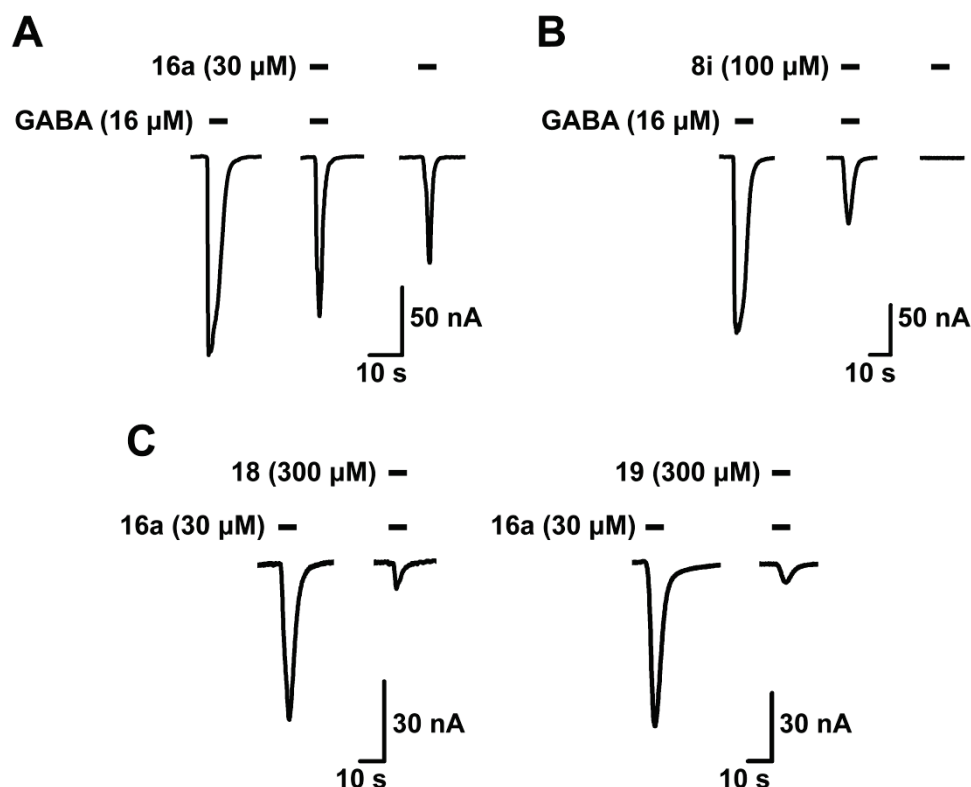 A
16a (30 µM)
GABA (16 µM)
50 nA
10 s
B
8i (100 µM)
GABA (16 µM)
50 nA
10 s
C
18 (300 µM)
16a (30 µM)
30 nA
10 s
19 (300 µM)
16a (30 µM)
30 nA
10 s